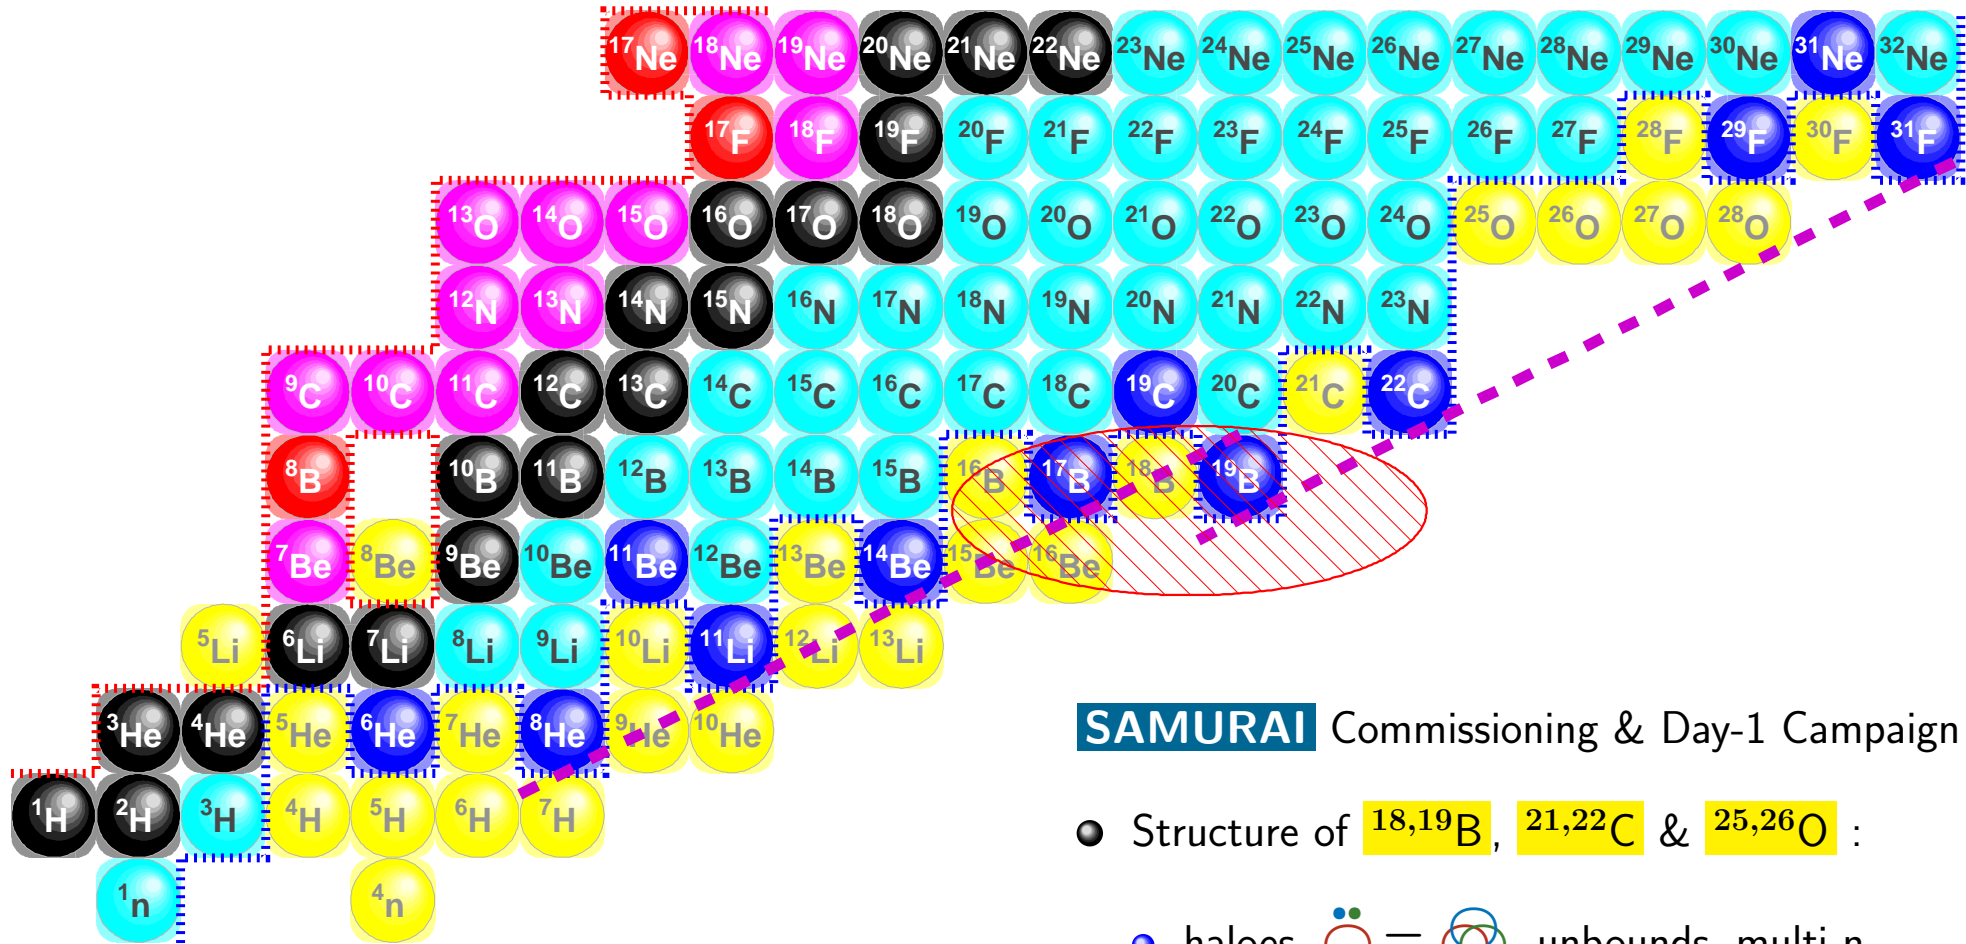 17Ne 18Ne 19Ne 20Ne 21Ne 22Ne 23Ne 24Ne 25Ne 26Ne 27Ne 28Ne 29Ne 30Ne 31Ne 32Ne
17F 18F 19F 20F 21F 22F 23F 24F 25F 26F 27F 28F 29F 30F 31F
13O 14O 15O 16O 17O 18O 19O 20O 21O 22O 23O 24O 25O 26O 27O 28O
12N 13N 14N 15N 16N 17N 18N 19N 20N 21N 22N 23N
9C 10C 11C 12C 13C 14C 15C 16C 17C 18C 19C 20C 21C 22C
8B 10B 11B 12B 13B 14B 15B 16B 17B 18B 19B
7Be 8Be 9Be 10Be 11Be 12Be 13Be 14Be 15Be 16Be
5Li 6Li 7Li 8Li 9Li 10Li 11Li 12Li 13Li
3He 4He 5He 6He 7He 8He 9He 10He
1H 2H 3H 4H 5H 6H 7H
1n 4n
SAMURAI Commissioning & Day-1 Campaign
Structure of 18,19B, 21,22C & 25,26O :
haloes, unbounds, multi-n